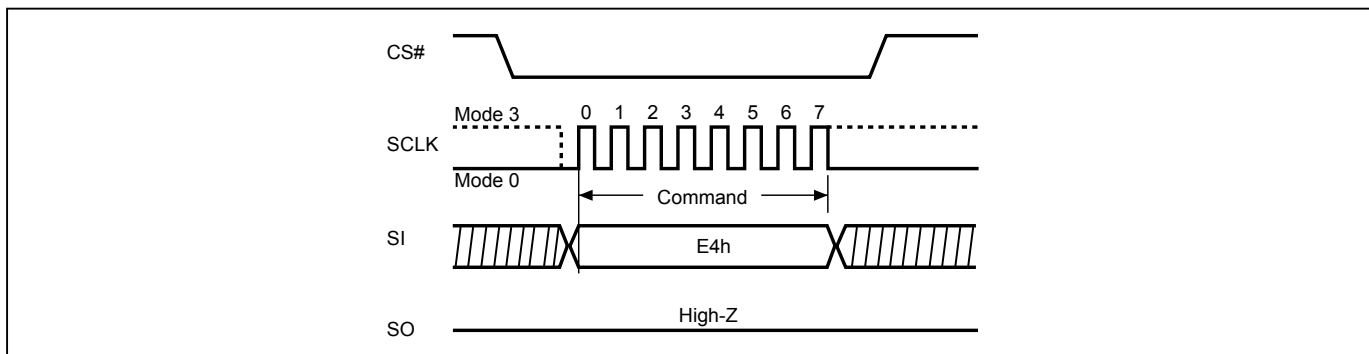 CS#
Mode 3
0 1 2 3 4 5 6 7
SCLK
Mode 0
Command
SI
E4h
High-Z
SO